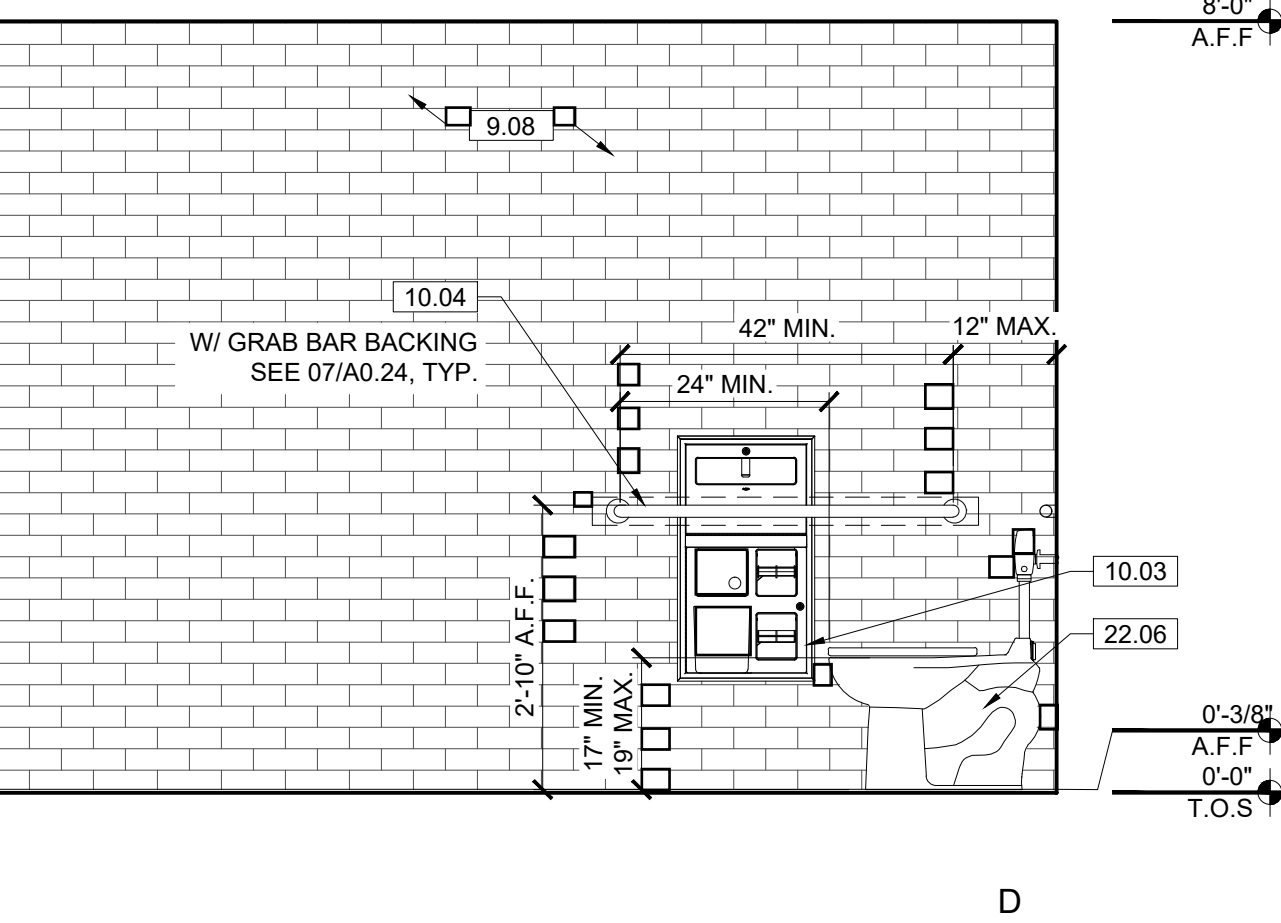 8'-0"
A.F.F
9.08
10.04
W/ GRAB BAR BACKING
SEE 07/A0.24, TYP.
42" MIN.
12" MAX.
24" MIN.
2'-10" A.F.F.
17" MIN.
19" MAX.
10.03
22.06
0'-3/8"
A.F.F
0'-0"
T.O.S
D